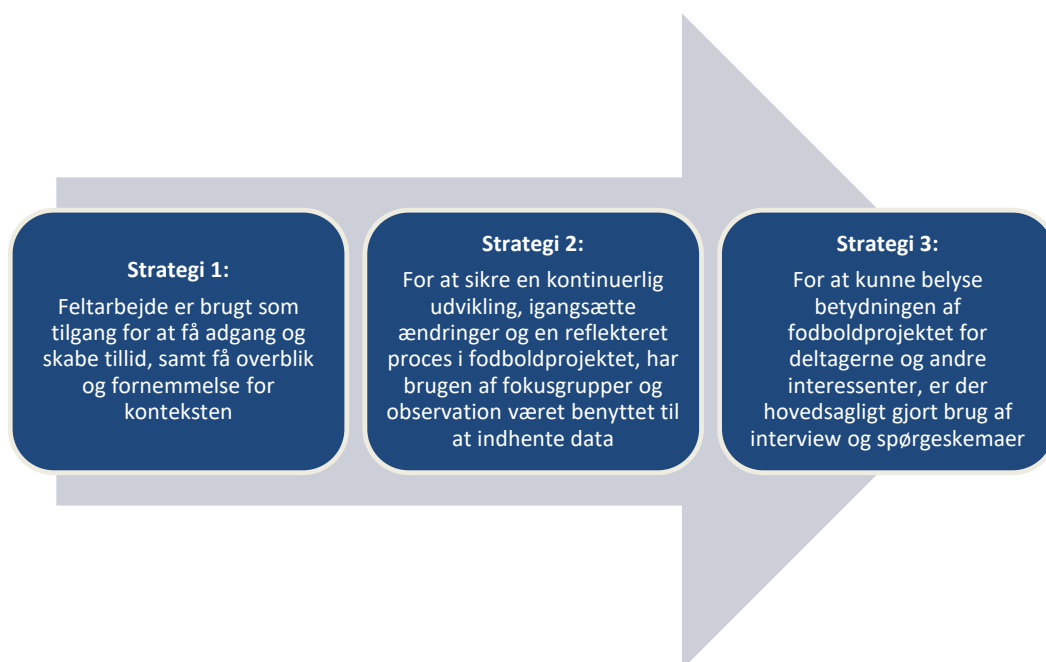 Strategi 1:
Feltarbejde er brugt som
tilgang for at få adgang og
skabe tillid, samt få overblik
og fornemmelse for
konteksten
Strategi 2:
For at sikre en kontinuerlig
udvikling, igangsætte
ændringer og en reflekteret
proces i fodboldprojektet, har
brugen af fokusgrupper og
observation været benyttet til
at indhente data
Strategi 3:
For at kunne belyse
betydningen af
fodboldprojektet for
deltagerne og andre
interessenter, er der
hovedsagligt gjort brug af
interview og spørgeskemaer